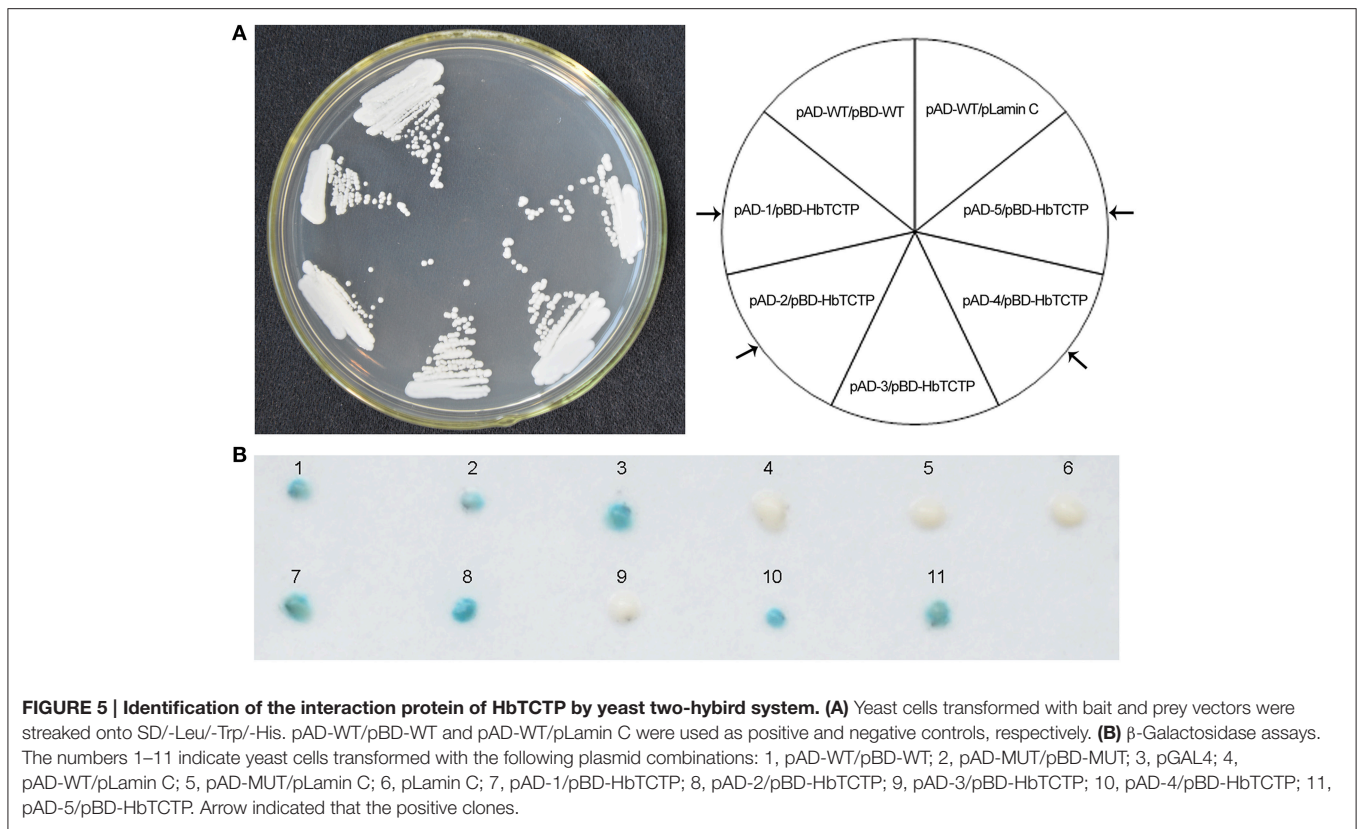 A
pAD-WT/pBD-WT
pAD-WT/pLamin C
pAD-1/pBD-HbTCTP
pAD-5/pBD-HbTCTP
pAD-2/pBD-HbTCTP
pAD-4/pBD-HbTCTP
pAD-3/pBD-HbTCTP
B
1 2 3 4 5 6
7 8 9 10 11
FIGURE 5 | Identification of the interaction protein of HbTCTP by yeast two-hybird system. (A) Yeast cells transformed with bait and prey vectors were
streaked onto SD/-Leu/-Trp/-His. pAD-WT/pBD-WT and pAD-WT/pLamin C were used as positive and negative controls, respectively. (B) β-Galactosidase assays.
The numbers 1–11 indicate yeast cells transformed with the following plasmid combinations: 1, pAD-WT/pBD-WT; 2, pAD-MUT/pBD-MUT; 3, pGAL4; 4,
pAD-WT/pLamin C; 5, pAD-MUT/pLamin C; 6, pLamin C; 7, pAD-1/pBD-HbTCTP; 8, pAD-2/pBD-HbTCTP; 9, pAD-3/pBD-HbTCTP; 10, pAD-4/pBD-HbTCTP; 11,
pAD-5/pBD-HbTCTP. Arrow indicated that the positive clones.